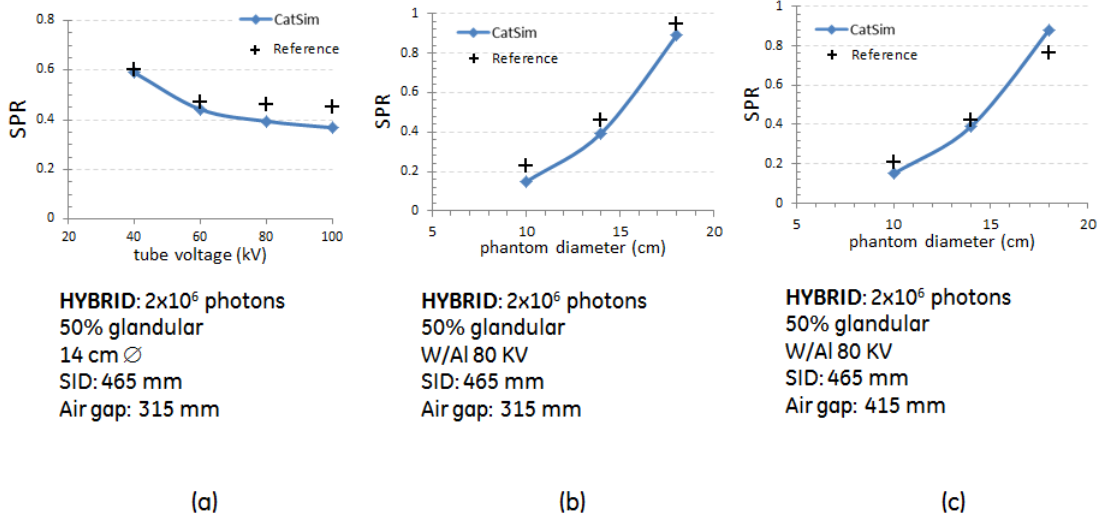 0.8
0.6
0.4
0.2
0
SPR
CatSim
Reference
20 40 60 80 100
tube voltage (kV)
HYBRID: 2x10⁶ photons
50% glandular
14 cm ∅
SID: 465 mm
Air gap: 315 mm
(a)
1
0.8
0.6
0.4
0.2
0
SPR
CatSim
Reference
5 10 15 20
phantom diameter (cm)
HYBRID: 2x10⁶ photons
50% glandular
W/Al 80 KV
SID: 465 mm
Air gap: 315 mm
(b)
1
0.8
0.6
0.4
0.2
0
SPR
CatSim
Reference
5 10 15 20
phantom diameter (cm)
HYBRID: 2x10⁶ photons
50% glandular
W/Al 80 KV
SID: 465 mm
Air gap: 415 mm
(c)